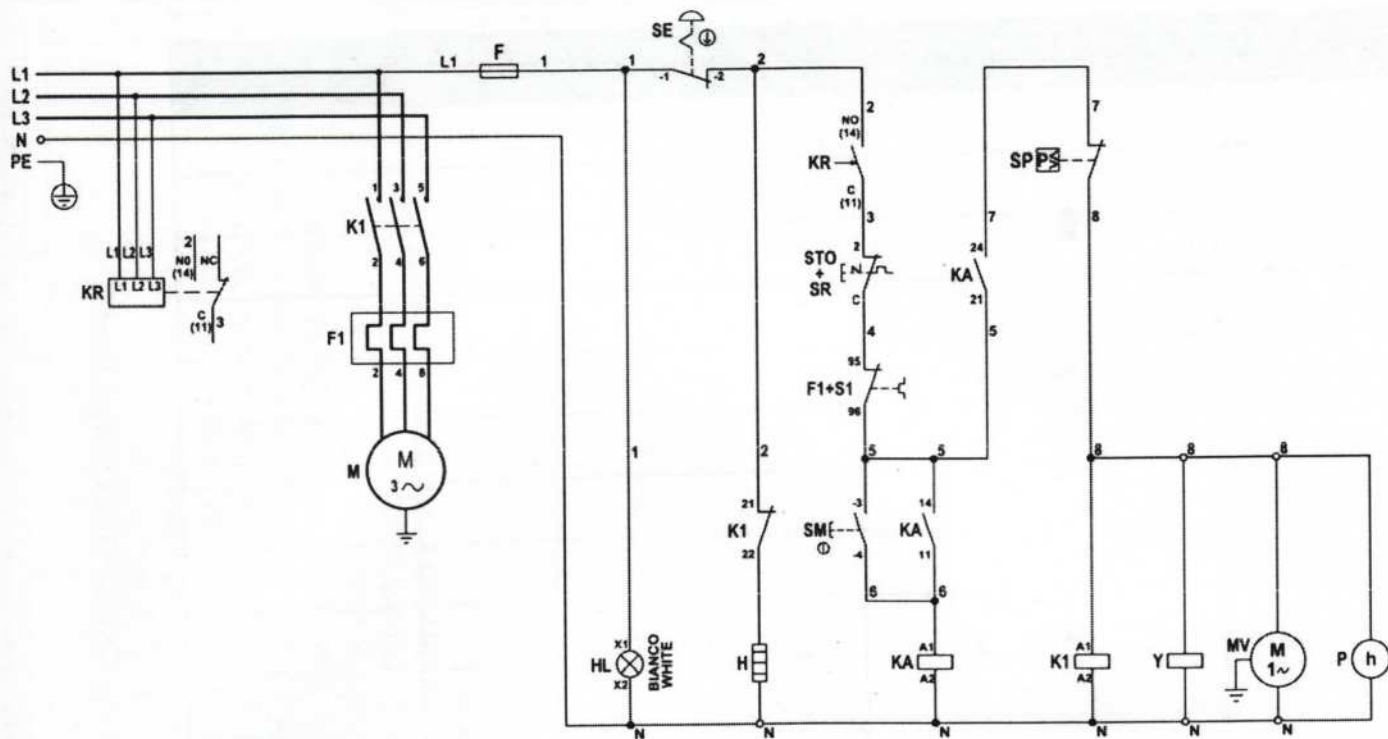 SE
L1 L1 F 1 1 -1 -2 2
L2
L3
N
PE
2 7
NO
(14)
KR
C
(11)
3
SP P
8
1 3 5
K1
2 4 6
L1 L2 L3
2
NO
(14)
NC
KR L1 L2 L3
C
(11)
3
2
STO
+
SR
C
4
7
24
KA
21
5
F1
2 4 6
95
F1+S1
96
M M
3 ~
1 2 5 5 8 8 8
21
K1
22
-3
SM
-4
14
KA
11
6 6
X1
HL
X2
BIANCO
WHITE
H
A1
KA
A2
A1
K1
A2
Y
MV M
1~
P h
N N N N N N